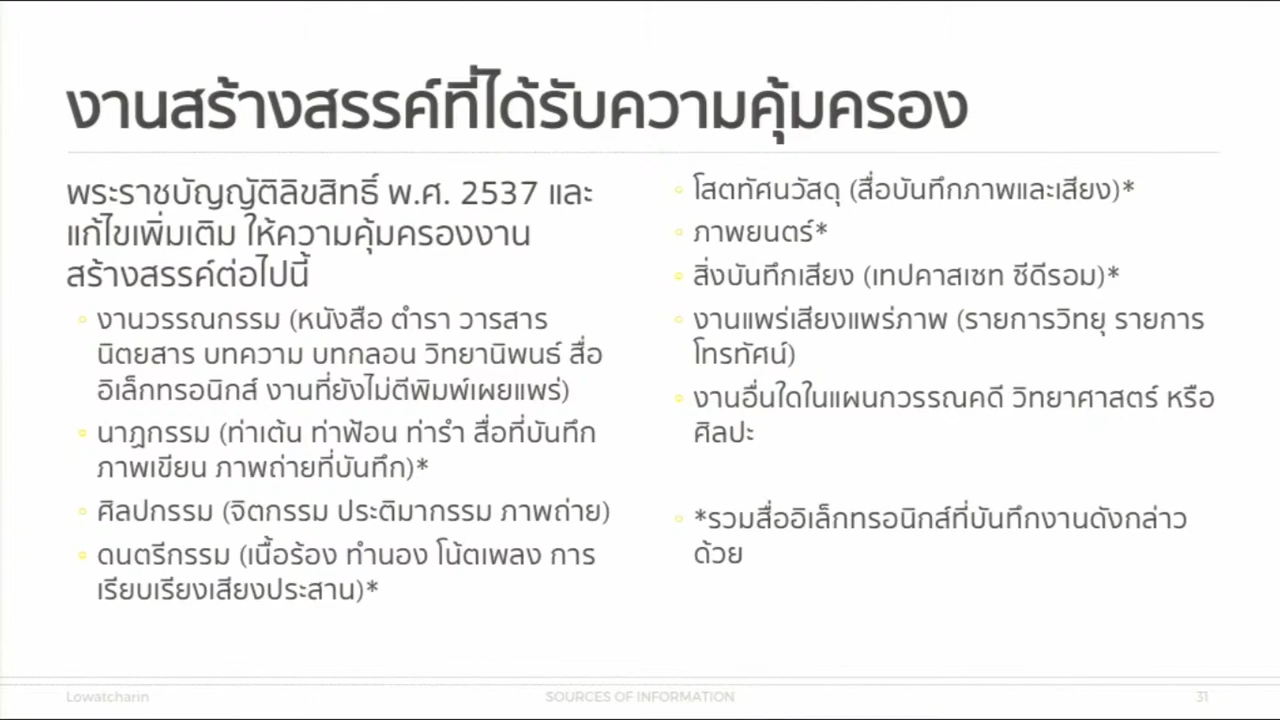 งานสร้างสรรค์ที่ได้รับความคุ้มครอง
พระราชบัญญัติลิขสิทธิ์ พ.ศ. 2537 และ
แก้ไขเพิ่มเติม ให้ความคุ้มครองงาน
สร้างสรรค์ต่อไปนี้
งานวรรณกรรม (หนังสือ ตำรา วารสาร
นิตยสาร บทความ บทกลอน วิทยานิพนธ์ สื่อ
อิเล็กทรอนิกส์ งานที่ยังไม่ตีพิมพ์เผยแพร่)
นาฏกรรม (ท่าเต้น ท่าฟ้อน ท่ารำ สื่อที่บันทึก
ภาพเขียน ภาพถ่ายที่บันทึก)*
ศิลปกรรม (จิตกรรม ประติมากรรม ภาพถ่าย)
ดนตรีกรรม (เนื้อร้อง ทำนอง โน้ตเพลง การ
เรียบเรียงเสียงประสาน)*
โสตทัศนวัสดุ (สื่อบันทึกภาพและเสียง)*
ภาพยนตร์*
สิ่งบันทึกเสียง (เทปคาสเซท ซีดีรอม)*
งานแพร่เสียงแพร่ภาพ (รายการวิทยุ รายการ
โทรทัศน์)
งานอื่นใดในแผนกวรรณคดี วิทยาศาสตร์ หรือ
ศิลปะ
*รวมสื่ออิเล็กทรอนิกส์ที่บันทึกงานดังกล่าว
ด้วย
Lowatcharin
SOURCES OF INFORMATION
31